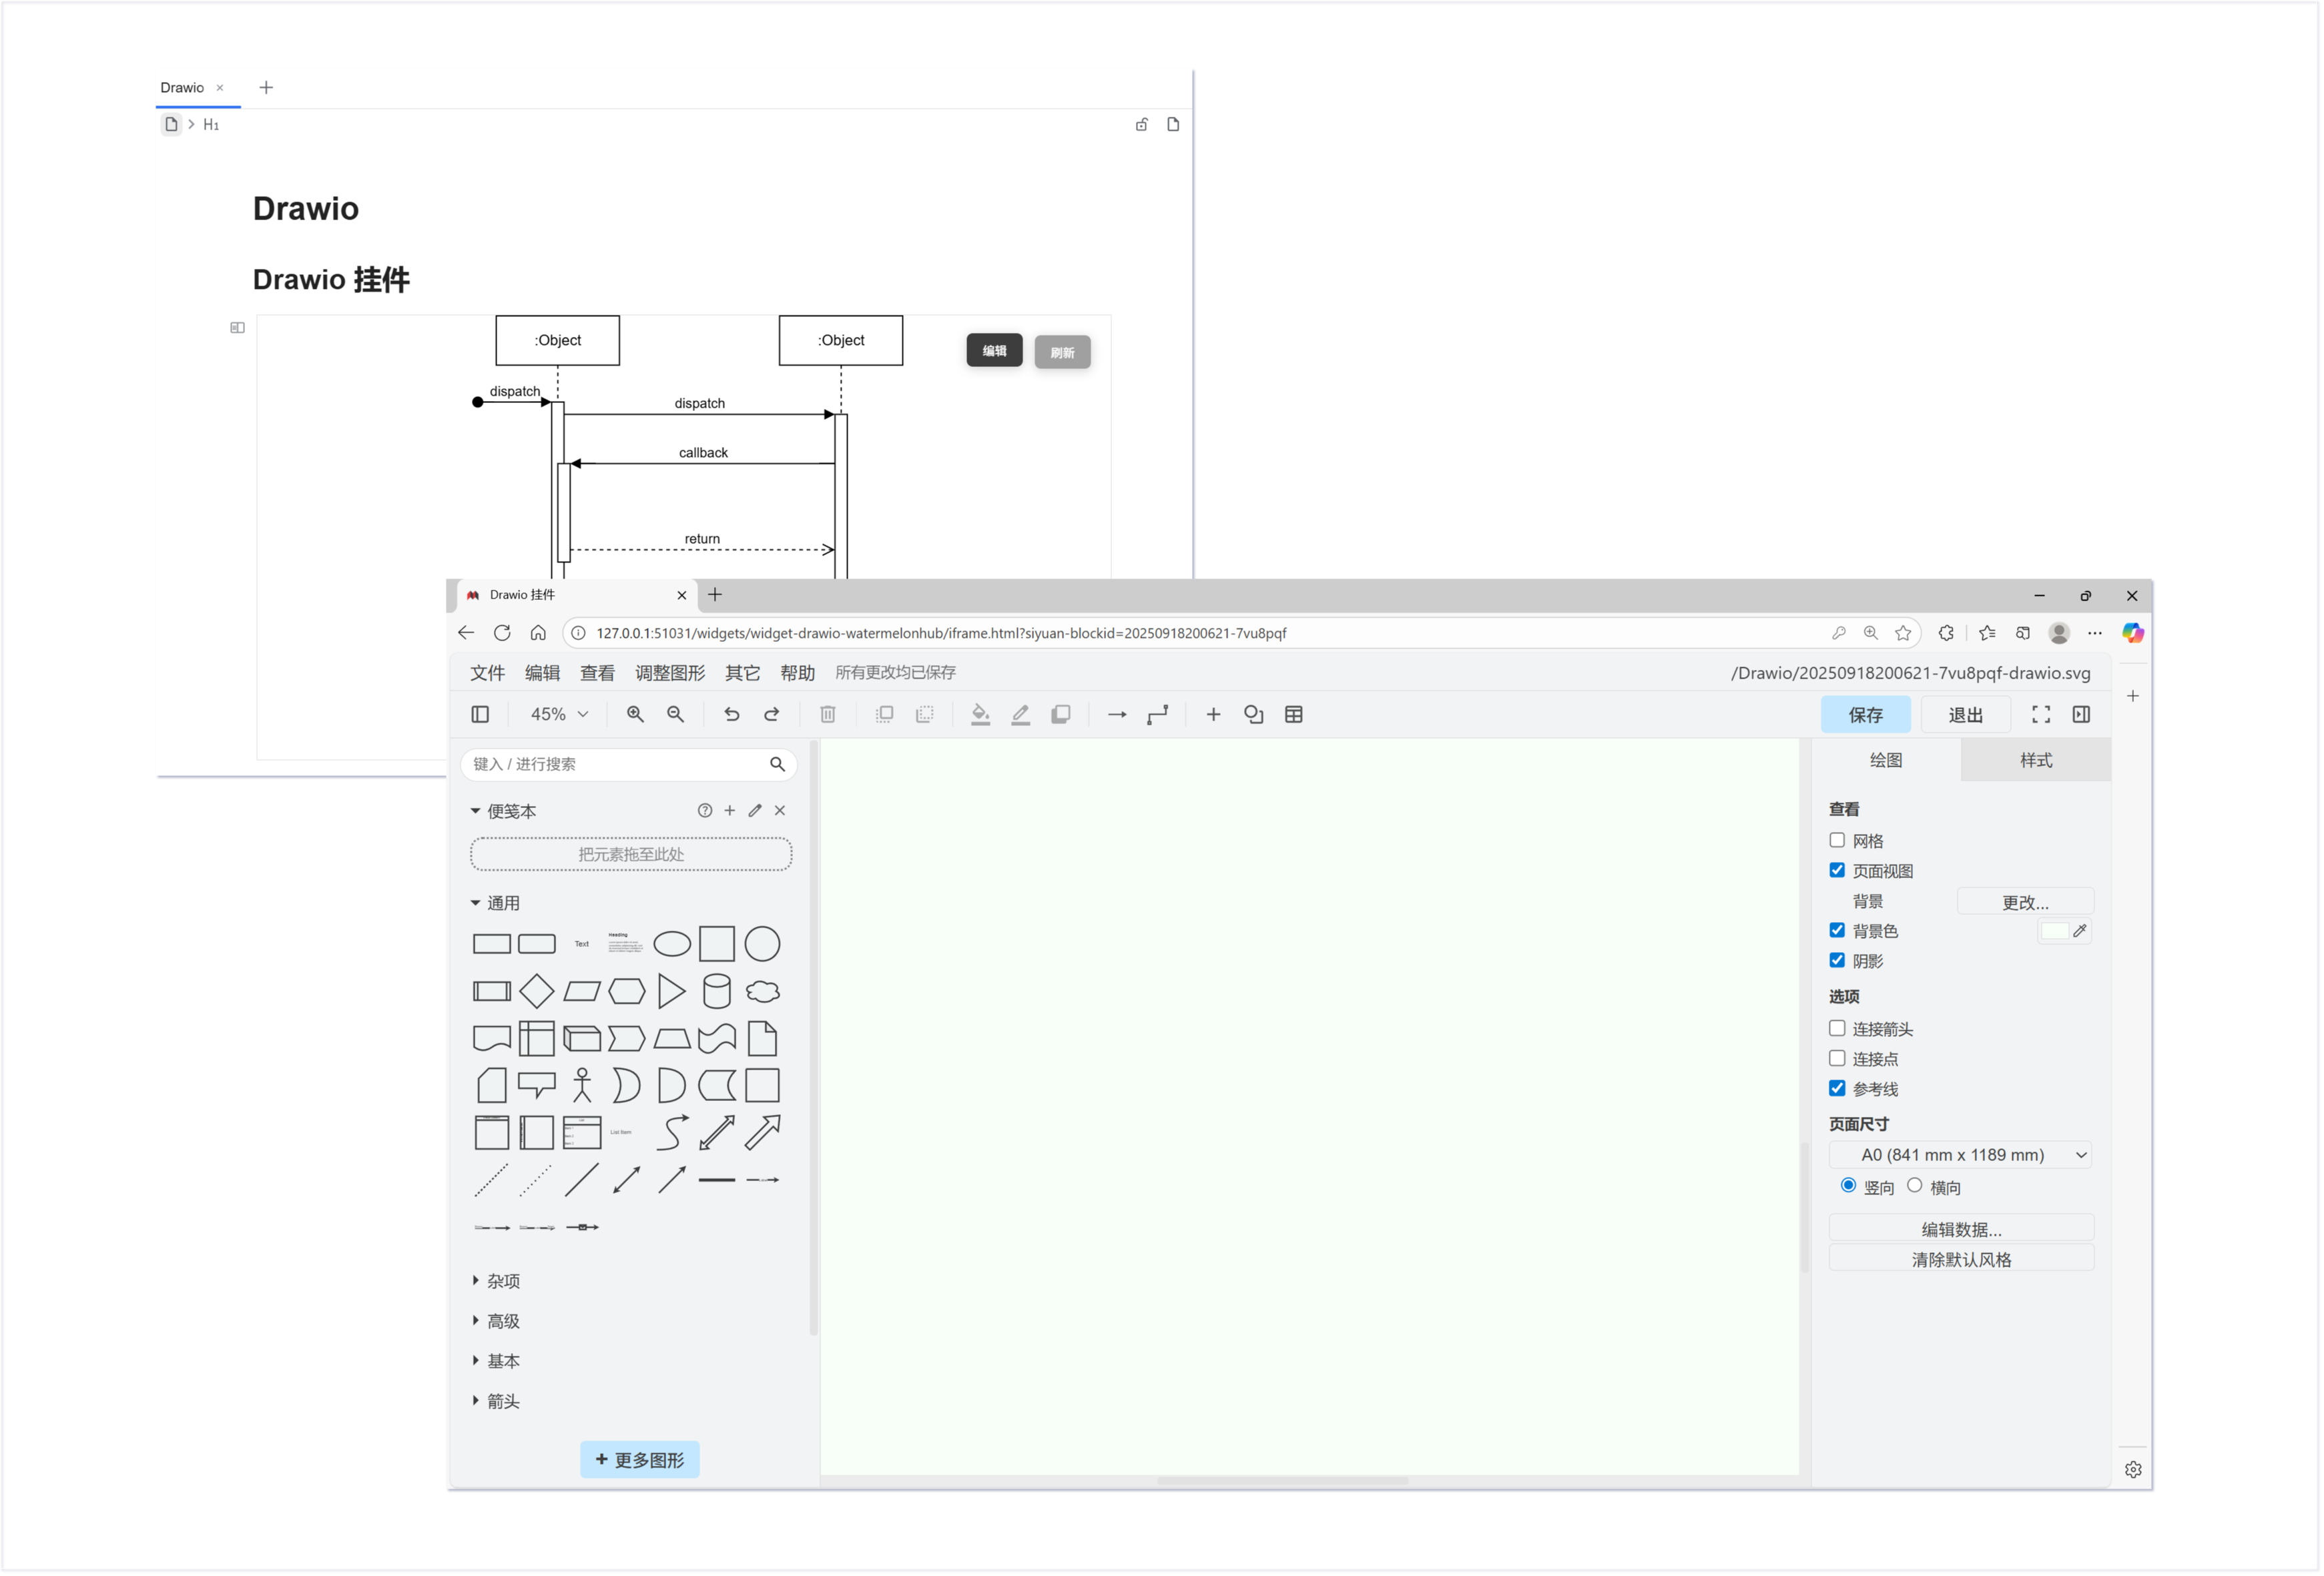 Drawio
H1
Drawio
Drawio 挂件
:Object
:Object
编辑
刷新
dispatch
dispatch
callback
return
Drawio 挂件
127.0.0.1:51031/widgets/widget-drawio-watermelonhub/iframe.html?siyuan-blockid=20250918200621-7vu8pqf
文件 编辑 查看 调整图形 其它 帮助 所有更改均已保存
/Drawio/20250918200621-7vu8pqf-drawio.svg
45%
保存
退出
键入 / 进行搜索
便笺本
把元素拖至此处
通用
Text
Heading
List Item
杂项
高级
基本
箭头
+ 更多图形
绘图
样式
查看
网格
页面视图
背景
更改...
背景色
阴影
选项
连接箭头
连接点
参考线
页面尺寸
A0 (841 mm x 1189 mm)
竖向
横向
编辑数据...
清除默认风格